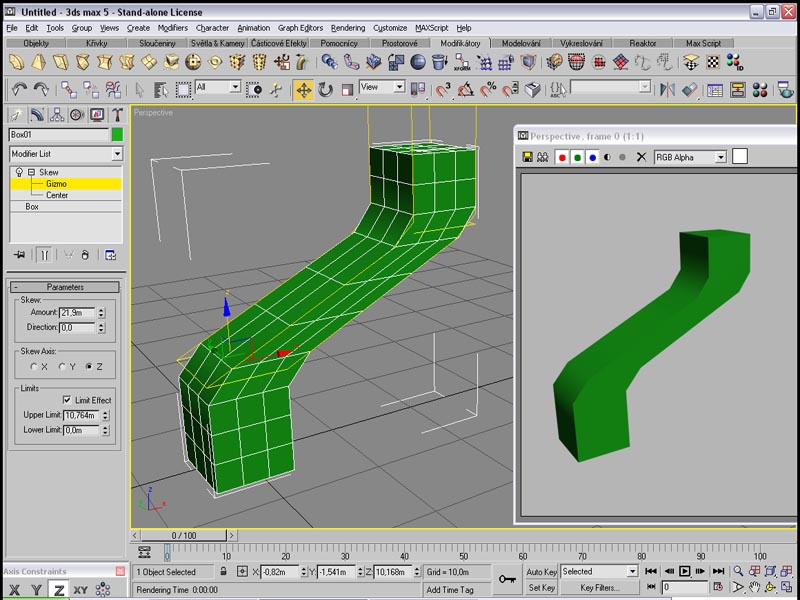 Untitled - 3ds max 5 - Stand-alone License
File Edit Tools Group Views Create Modifiers Character Animation Graph Editors Rendering Customize MAXScript Help
Objekty Křivky Sloučeniny Světla & Kamery Částicové Efekty Pomocníci Prostorové Modifikátory Modelování Vykreslování Reaktor Max Script
XFORM
ID
All View 3 % ABC
Box01
Modifier List
Skew
Gizmo
Center
Box
- Parameters
Skew:
Amount: 21,9m
Direction: 0,0
Skew Axis:
X Y Z
Limits
Limit Effect
Upper Limit: 10,764m
Lower Limit: 0,0m
Perspective
z
x
Perspective, frame 0 (1:1)
RGB Alpha
0 / 100
0 10 20 30 40 50 60 70 80 90 100
Axis Constraints
X Y Z XY
1 Object Selected X -0,82m Y -1,541m Z 10,168m Grid = 10,0m
Rendering Time 0:00:00 Add Time Tag
Auto Key Selected
Set Key Key Filters...
0